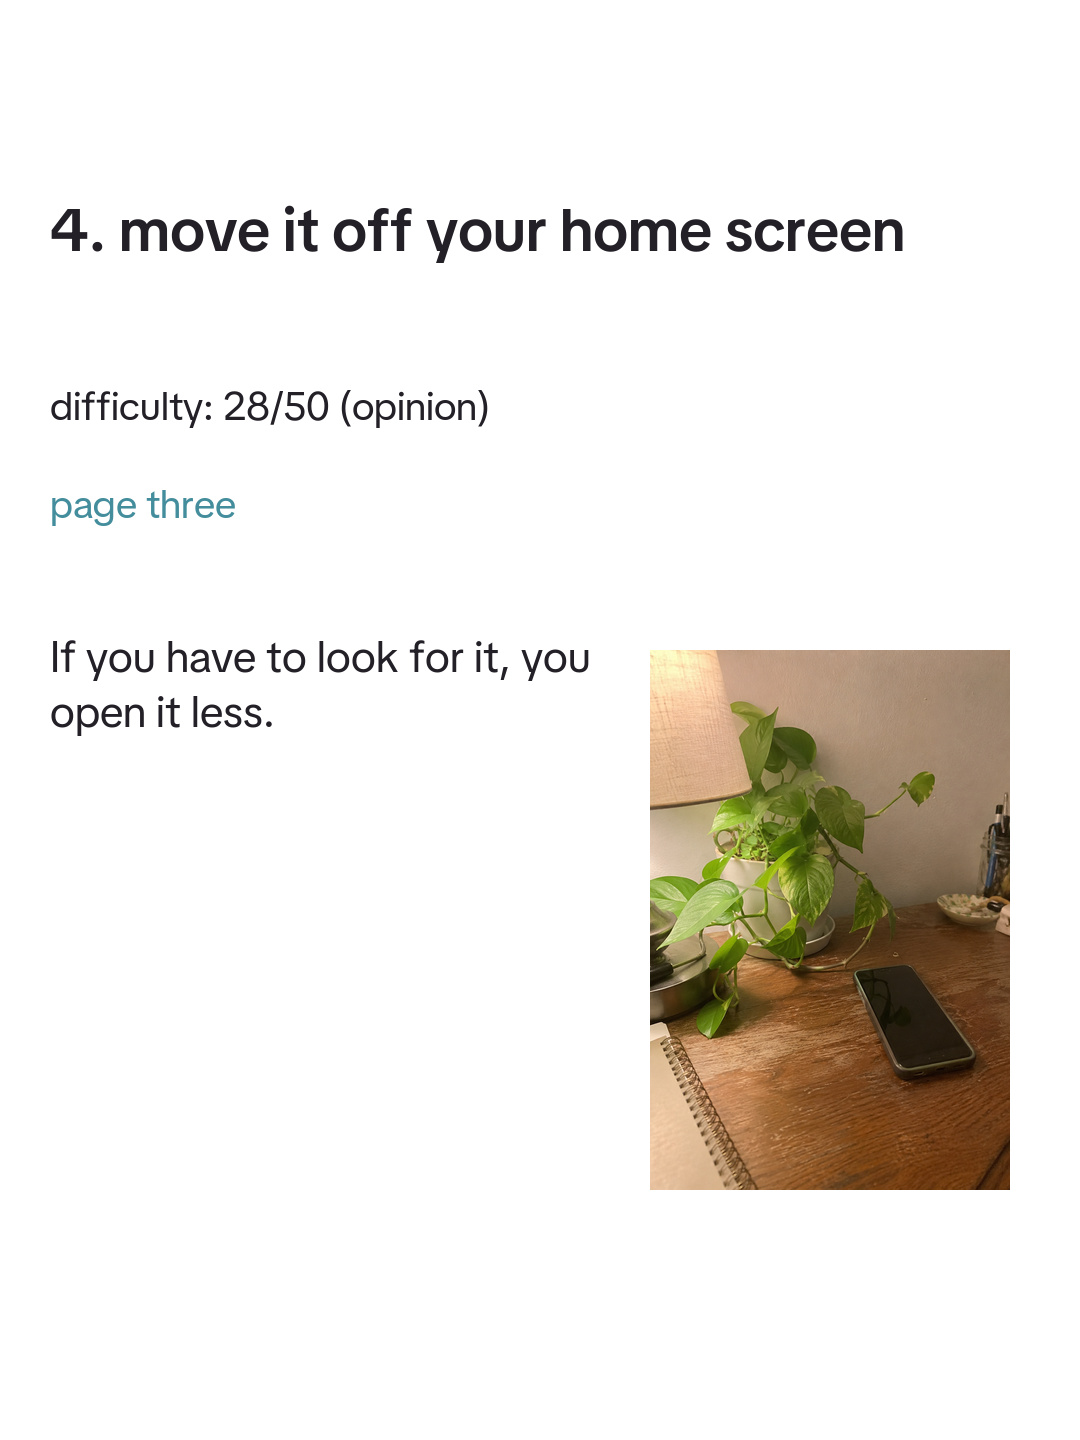 4. move it off your home screen
difficulty: 28/50 (opinion)
page three
If you have to look for it, you
open it less.